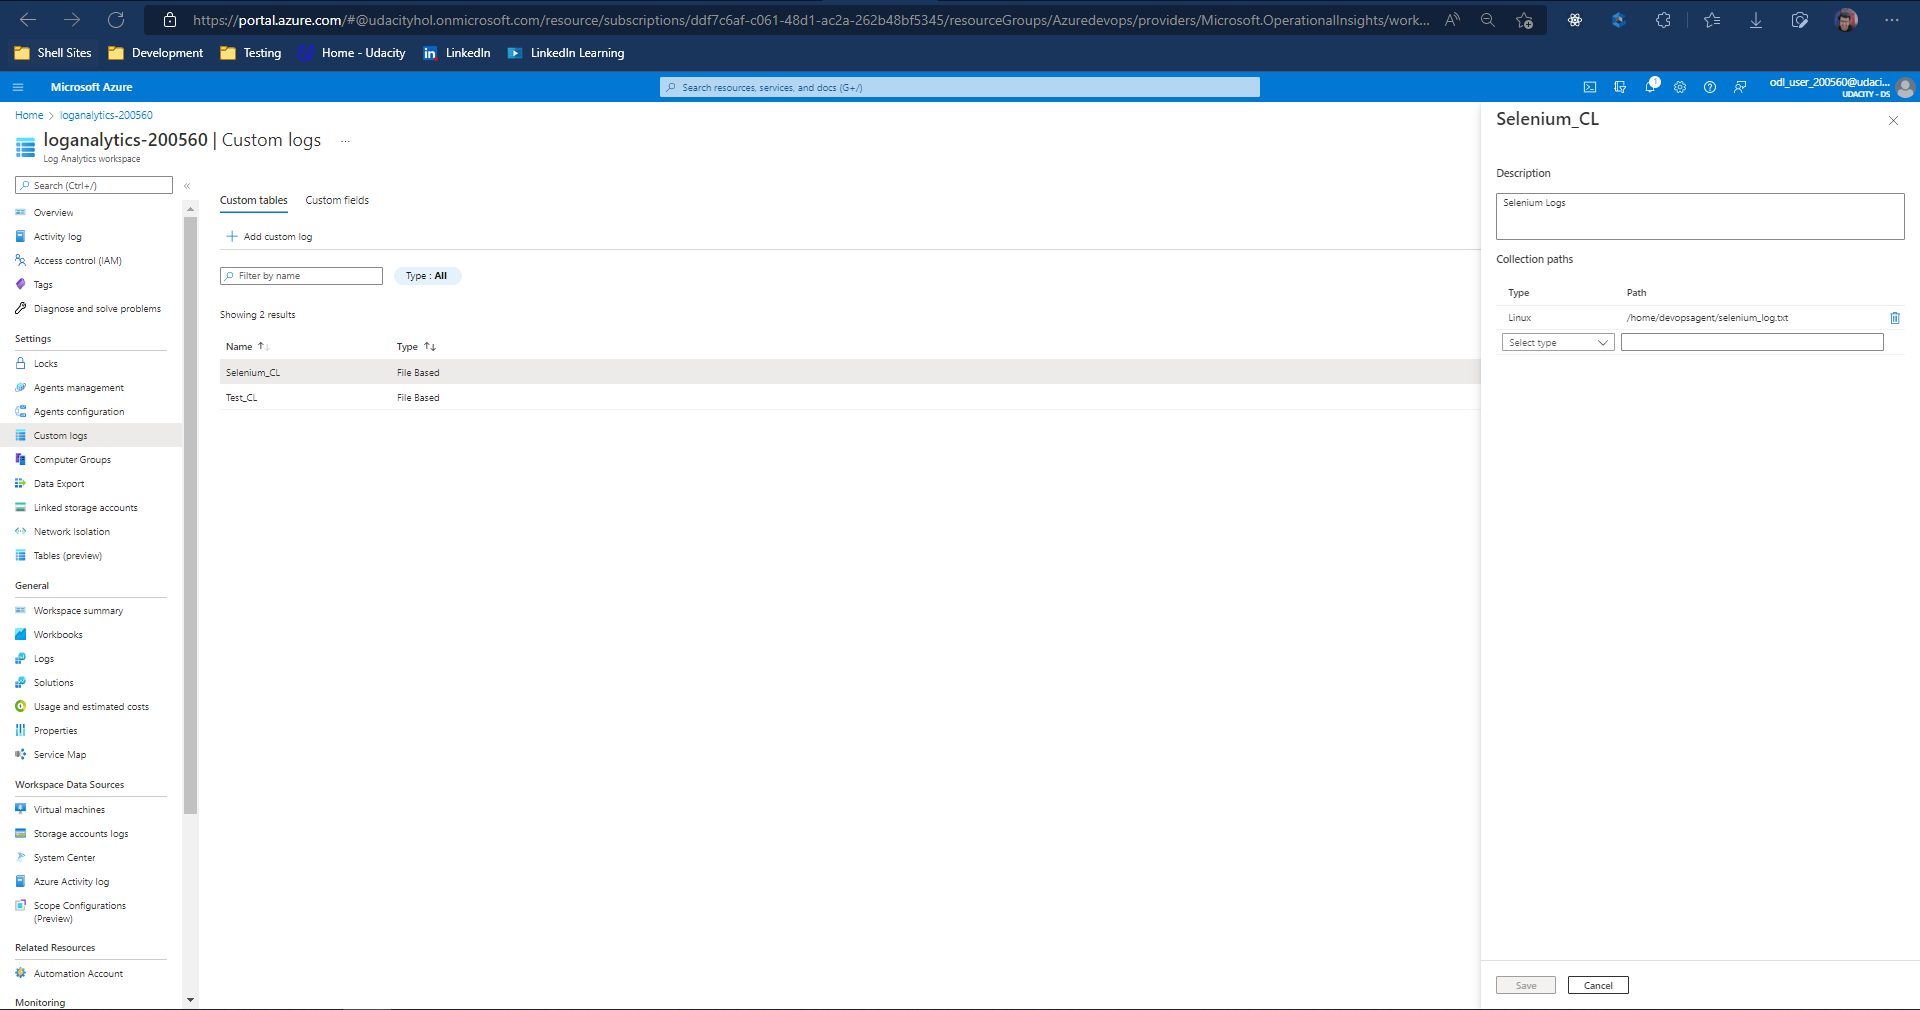 https://portal.azure.com/#@udacityhol.onmicrosoft.com/resource/subscriptions/ddf7c6af-c061-48d1-ac2a-262b48bf5345/resourceGroups/Azuredevops/providers/Microsoft.OperationalInsights/work...
Shell Sites Development Testing Home - Udacity LinkedIn LinkedIn Learning
Microsoft Azure
Search resources, services, and docs (G+/)
1
odl_user_200560@udaci...
UDACITY - DS
Home > loganalytics-200560
loganalytics-200560 | Custom logs ...
Log Analytics workspace
Search (Ctrl+/)
Overview
Activity log
Access control (IAM)
Tags
Diagnose and solve problems
Settings
Locks
Agents management
Agents configuration
Custom logs
Computer Groups
Data Export
Linked storage accounts
Network Isolation
Tables (preview)
General
Workspace summary
Workbooks
Logs
Solutions
Usage and estimated costs
Properties
Service Map
Workspace Data Sources
Virtual machines
Storage accounts logs
System Center
Azure Activity log
Scope Configurations
(Preview)
Related Resources
Automation Account
Monitoring
Custom tables Custom fields
Add custom log
Filter by name Type : All
Showing 2 results
Name Type
Selenium_CL File Based
Test_CL File Based
Selenium_CL
Description
Selenium Logs
Collection paths
Type Path
Linux /home/devopsagent/selenium_log.txt
Select type
Save Cancel